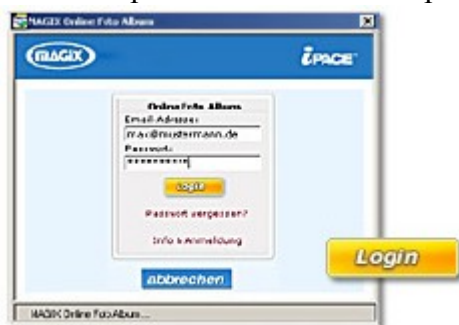 MAGIX Online Foto Album
MAGIX
iPACE
Online Foto Album
Email-Adresse:
max@mustermann.de
Passwort:
**********
Login
Passwort vergessen?
Info & Anmeldung
abbrechen
Login
MAGIX Online Foto Album...